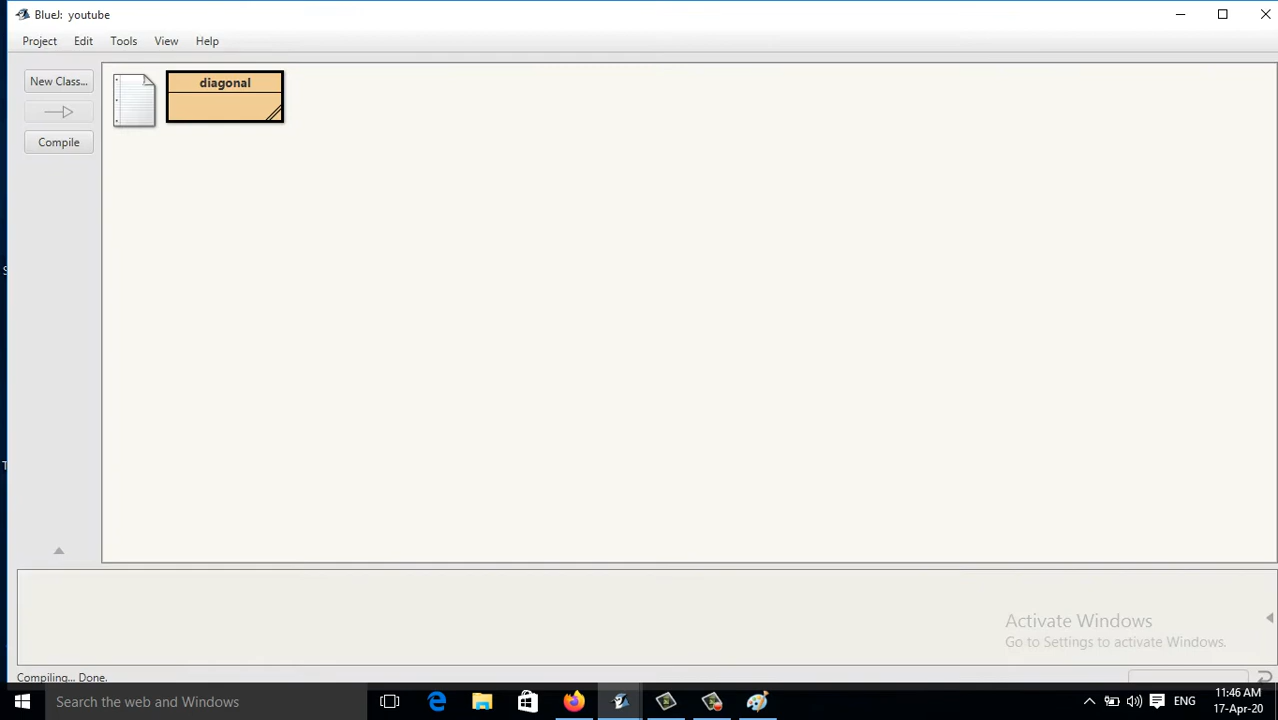 BlueJ: youtube
Project Edit Tools View Help
New Class...
diagonal
Compile
S
T
Activate Windows
Go to Settings to activate Windows.
Compiling... Done.
Search the web and Windows
ENG
11:46 AM
17-Apr-20